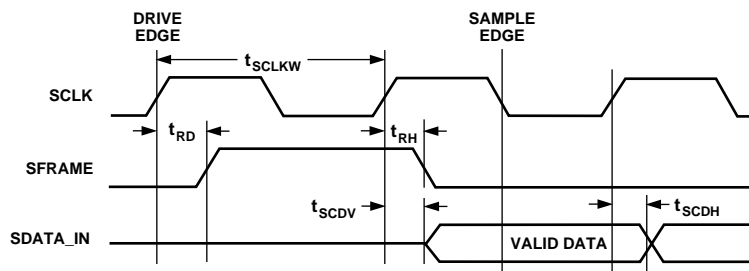 DRIVE
EDGE
SAMPLE
EDGE
tSCLKW
SCLK
tRD
tRH
SFRAME
tSCDV
tSCDH
SDATA_IN
VALID DATA